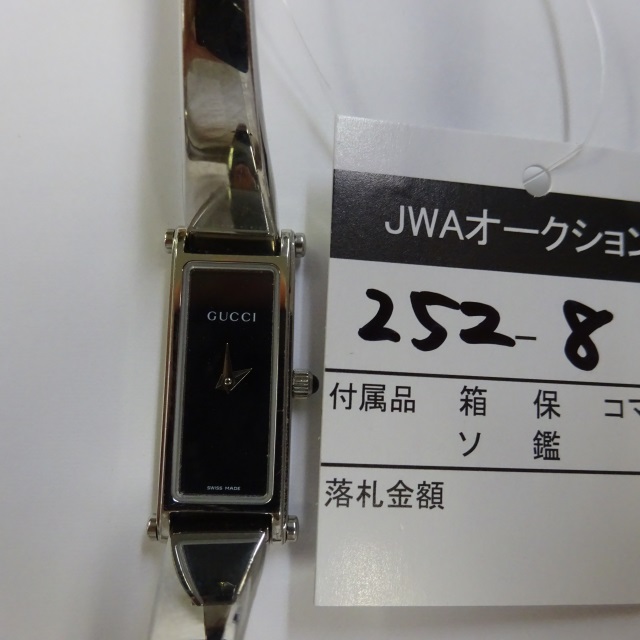 GUCCI
SWISS MADE
JWAオークション
252-8
付属品 箱 保 コマ
ソ 鑑
落札金額